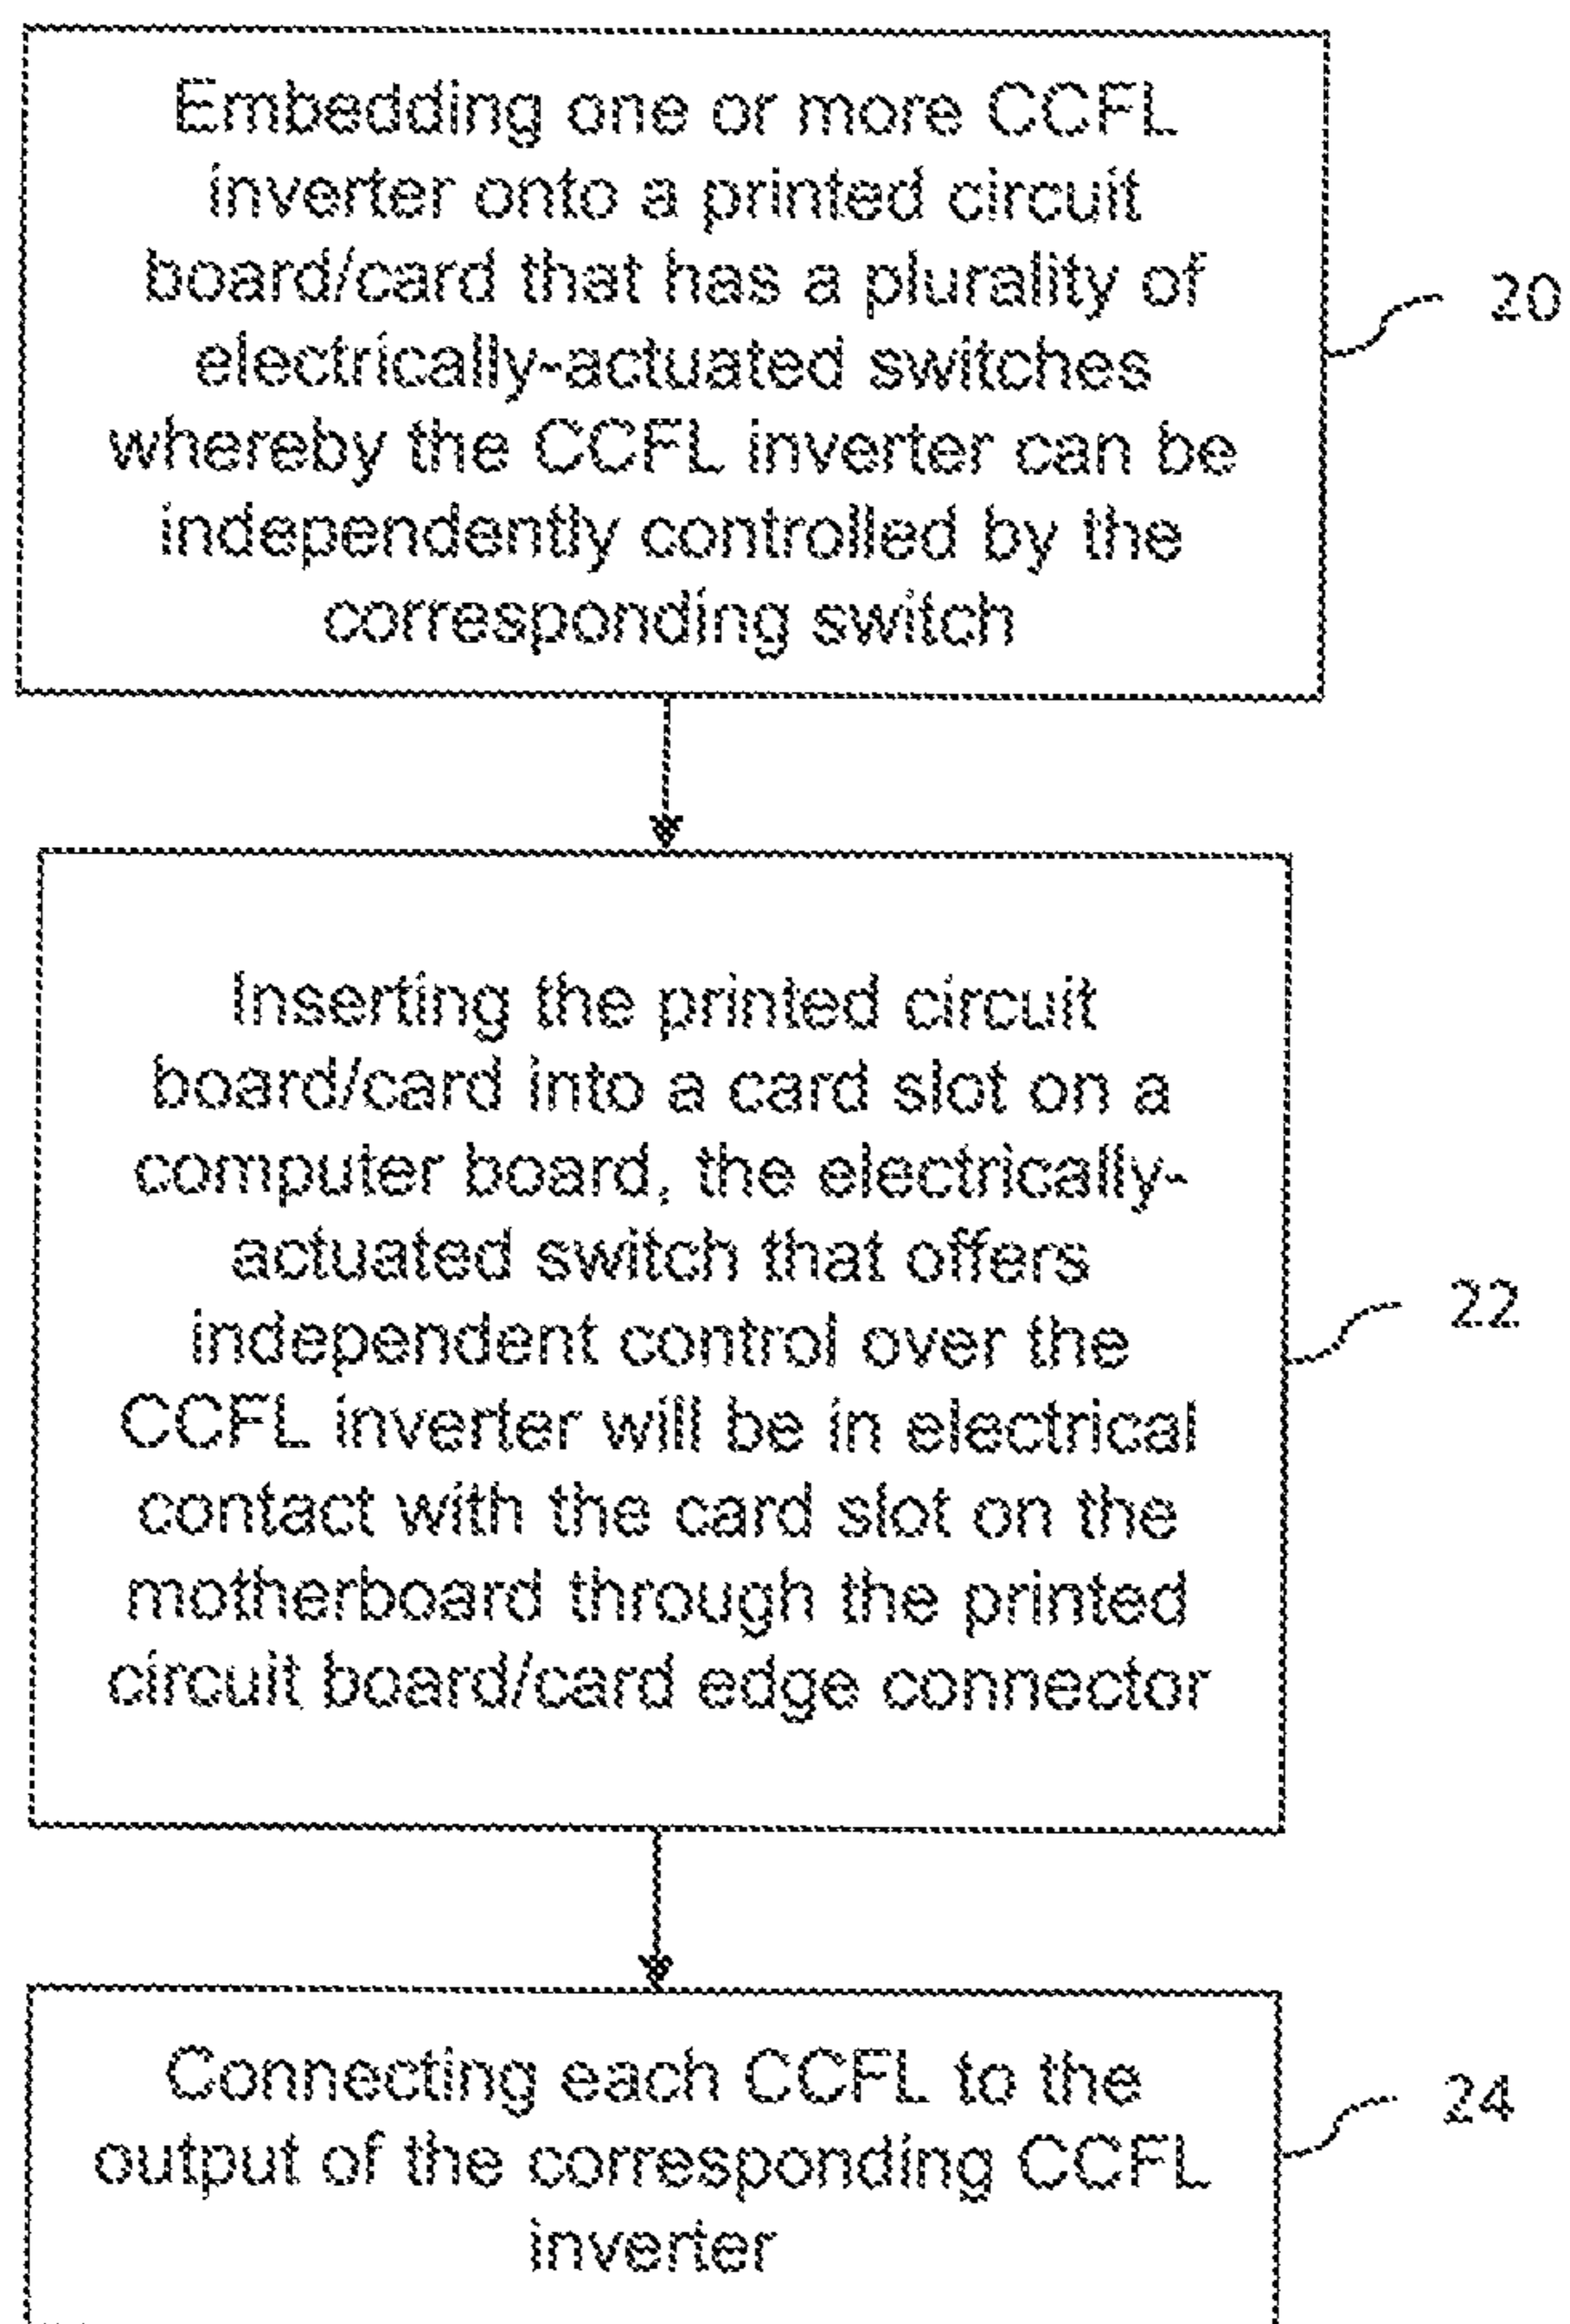 Embedding one or more CCFL
inverter onto a printed circuit
board/card that has a plurality of
electrically-actuated switches
whereby the CCFL inverter can be
independently controlled by the
corresponding switch
20
Inserting the printed circuit
board/card into a card slot on a
computer board, the electrically-
actuated switch that offers
independent control over the
CCFL inverter will be in electrical
contact with the card slot on the
motherboard through the printed
circuit board/card edge connector
22
Connecting each CCFL to the
output of the corresponding CCFL
inverter
24